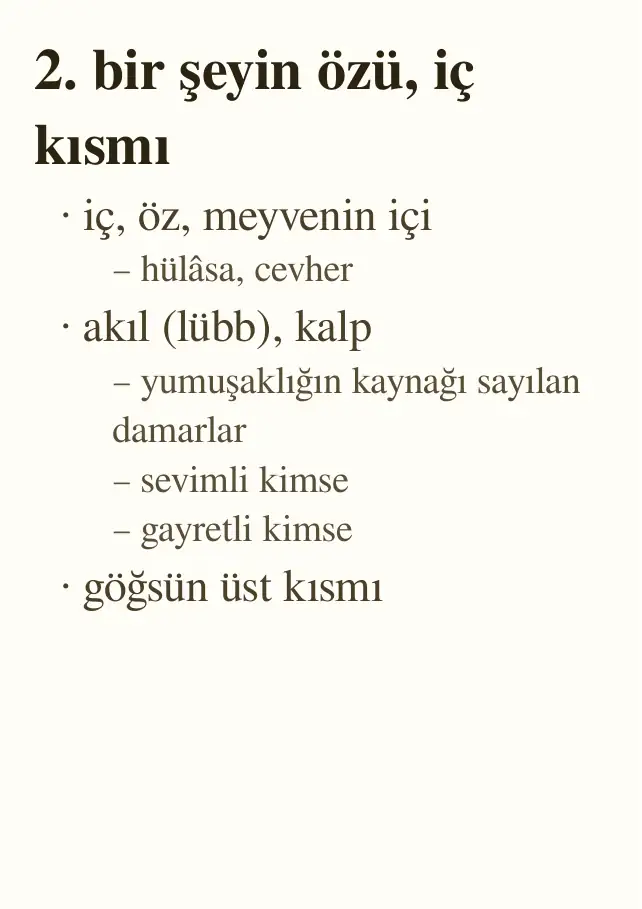 2. bir şeyin özü, iç
kısmı
· iç, öz, meyvenin içi
– hülâsa, cevher
· akıl (lübb), kalp
– yumuşaklığın kaynağı sayılan
damarlar
– sevimli kimse
– gayretli kimse
· göğsün üst kısmı